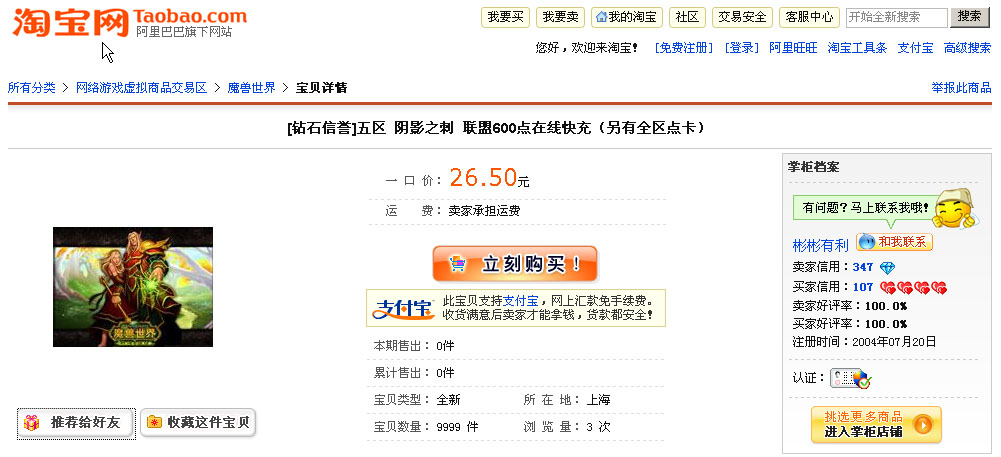 淘宝网 Taobao.com
阿里巴巴旗下网站
我要买 我要卖 我的淘宝 社区 交易安全 客服中心 开始全新搜索 搜索
您好，欢迎来淘宝！ [免费注册] [登录] 阿里旺旺 淘宝工具条 支付宝 高级搜索
所有分类 > 网络游戏虚拟商品交易区 > 魔兽世界 > 宝贝详情 举报此商品
[钻石信誉]五区 阴影之刺 联盟600点在线快充（另有全区点卡）
一 口 价： 26.50元
运 费： 卖家承担运费
魔兽世界
立刻购买！
支付宝 此宝贝支持支付宝，网上汇款免手续费。
收货满意后卖家才能拿钱，货款都安全！
本期售出： 0件
累计售出： 0件
宝贝类型： 全新 所 在 地： 上海
宝贝数量： 9999 件 浏 览 量： 3 次
推荐给好友 收藏这件宝贝
掌柜档案
有问题？马上联系我哦！
彬彬有利 和我联系
卖家信用：347
买家信用：107
卖家好评率：100.0%
买家好评率：100.0%
注册时间：2004年07月20日
认证：
挑选更多商品
进入掌柜店铺